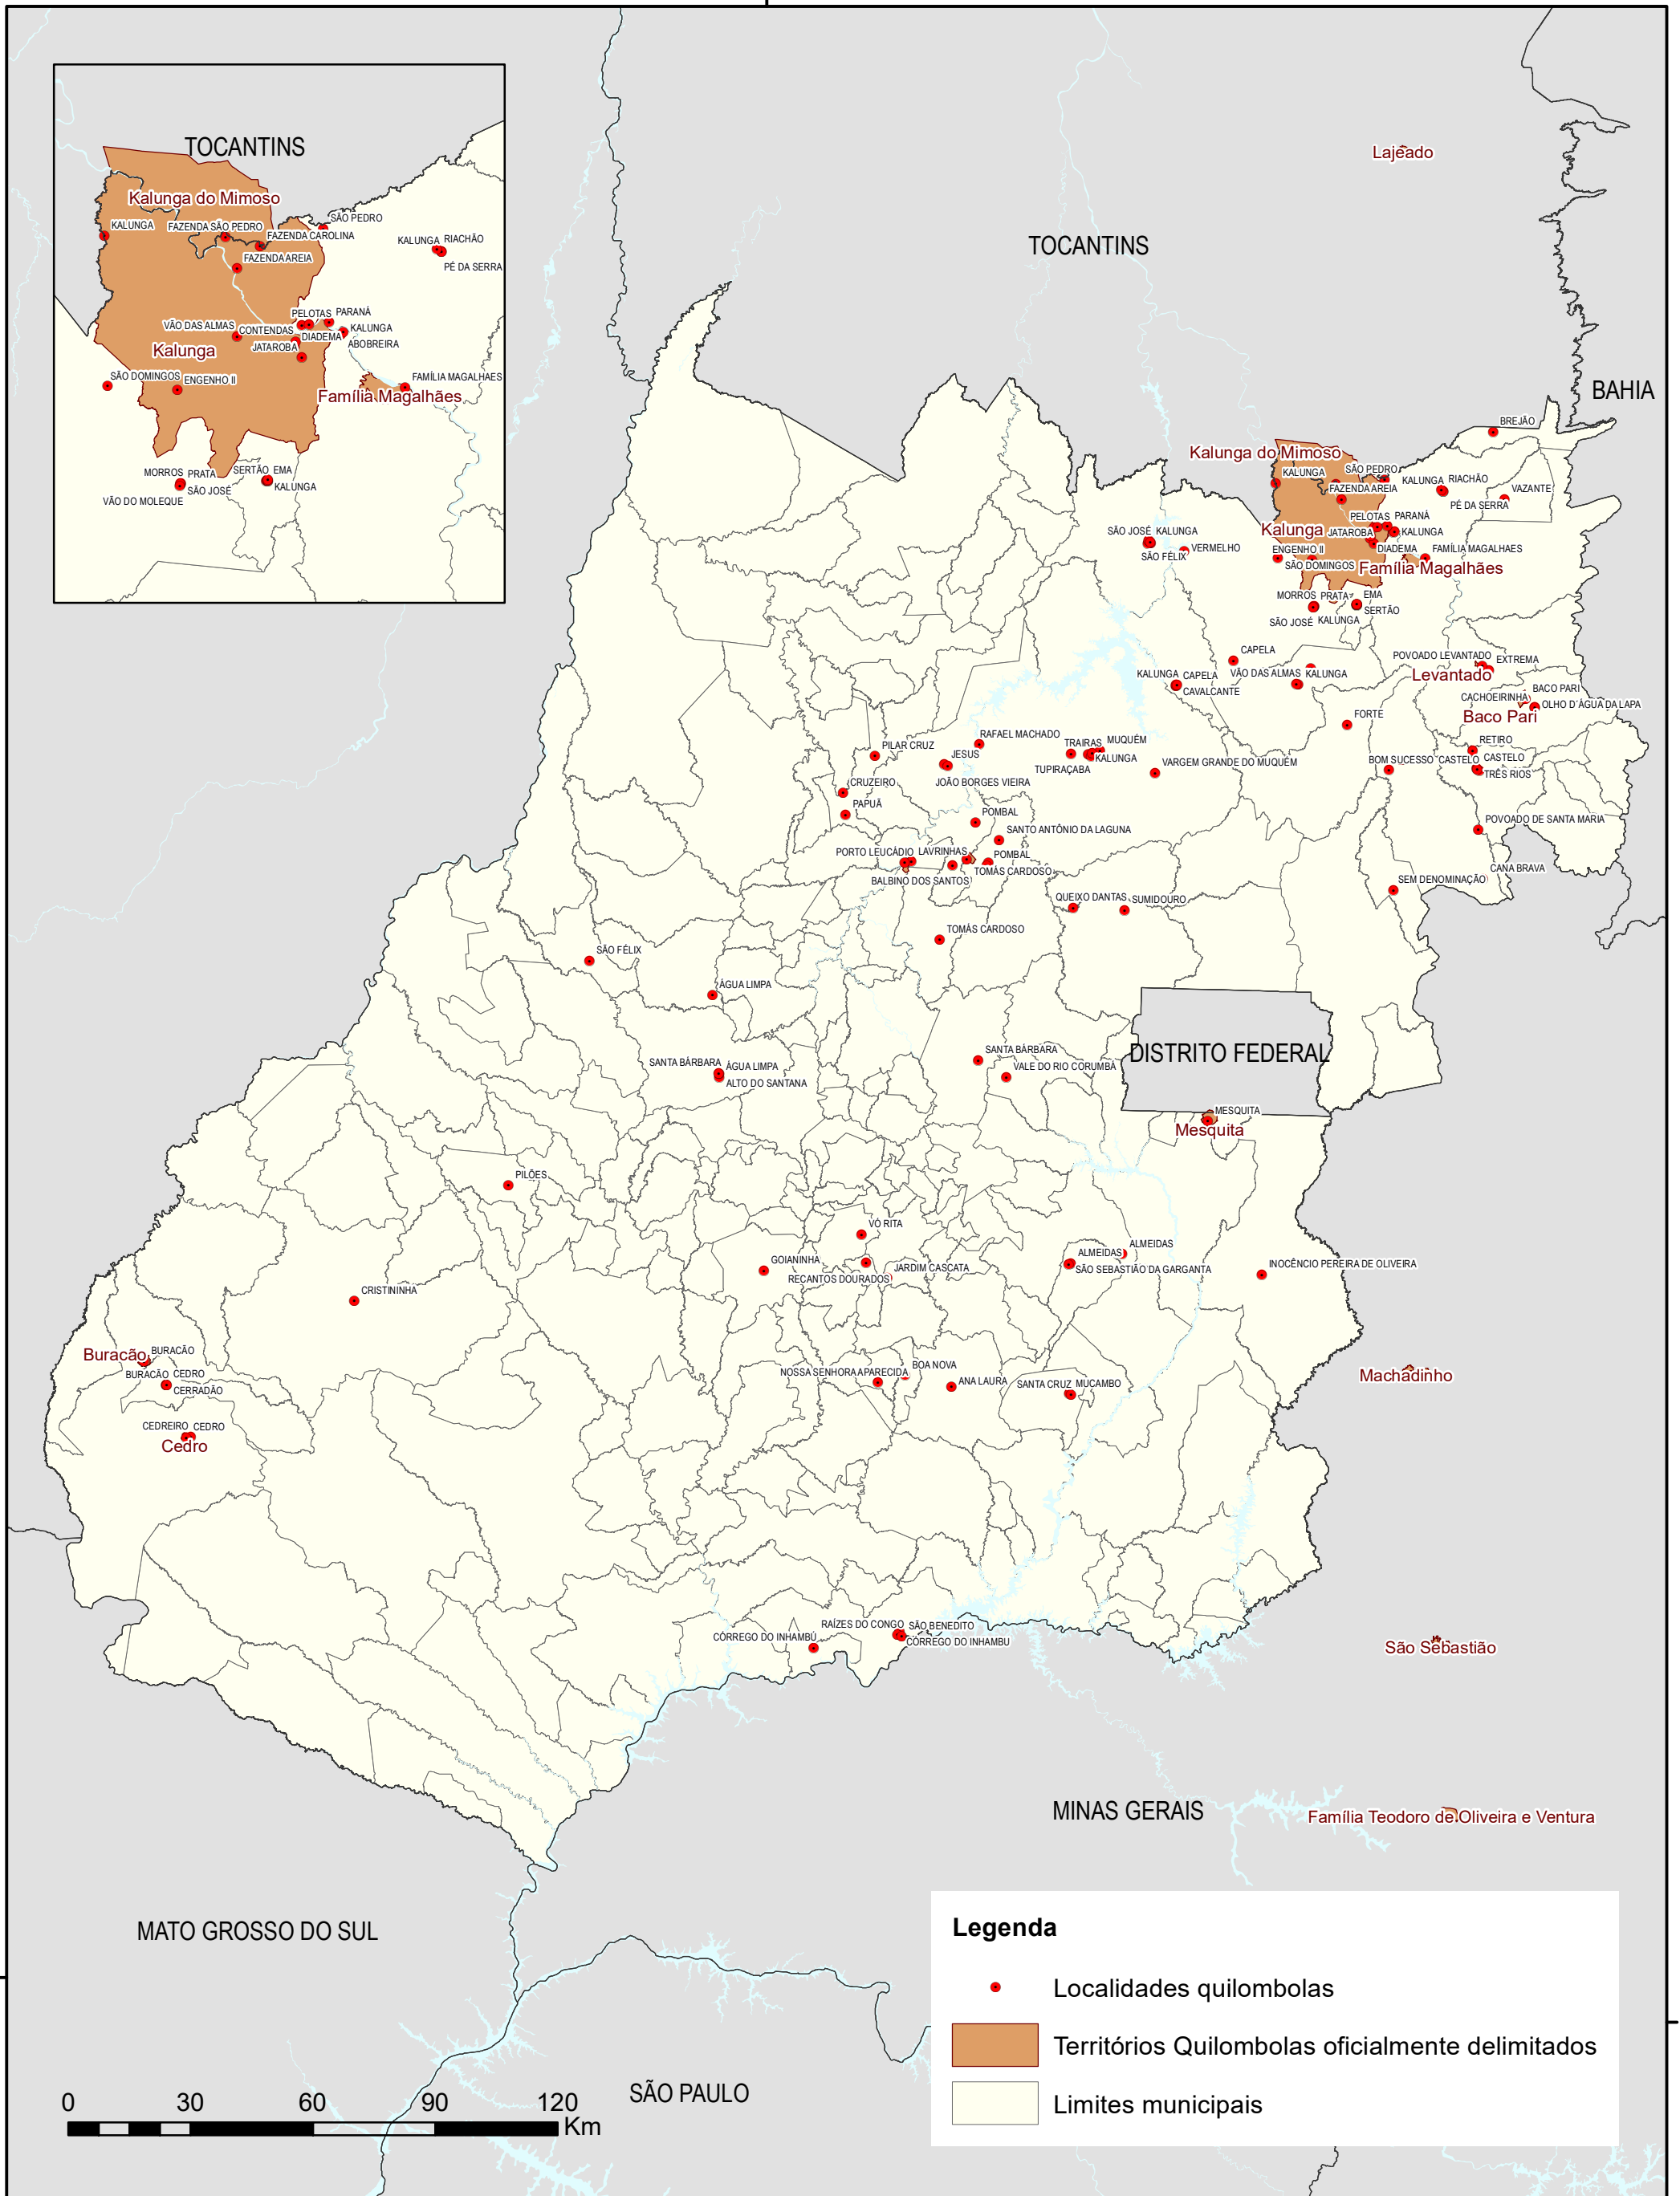 TOCANTINS
Kalunga do Mimoso
SÃO PEDRO
KALUNGA
FAZENDA SÃO PEDRO
FAZENDA CAROLINA
KALUNGA
RIACHÃO
FAZENDA AREIA
PÉ DA SERRA
PELOTAS
PARANÁ
VÃO DAS ALMAS
CONTENDAS
KALUNGA
DIADEMA
JATAROBA
ABOBREIRA
Kalunga
SÃO DOMINGOS
ENGENHO II
FAMÍLIA MAGALHAES
Família Magalhães
MORROS
PRATA
SERTÃO
EMA
SÃO JOSÉ
KALUNGA
VÃO DO MOLEQUE
Lajeado
TOCANTINS
BAHIA
BREJÃO
Kalunga do Mimoso
KALUNGA
SÃO PEDRO
KALUNGA
RIACHÃO
FAZENDA AREIA
VAZANTE
PÉ DA SERRA
PELOTAS
PARANÁ
Kalunga
JATAROBA
KALUNGA
SÃO JOSÉ
KALUNGA
SÃO FÉLIX
VERMELHO
ENGENHO II
DIADEMA
FAMÍLIA MAGALHAES
SÃO DOMINGOS
Família Magalhães
MORROS
PRATA
EMA
SERTÃO
SÃO JOSÉ
KALUNGA
CAPELA
POVOADO LEVANTADO
EXTREMA
KALUNGA
CAPELA
VÃO DAS ALMAS
KALUNGA
Levantado
CAVALCANTE
BACO PARI
CACHOEIRINHA
OLHO D'ÁGUA DA LAPA
Baco Pari
FORTE
RAFAEL MACHADO
TRAIRAS
MUQUÉM
RETIRO
PILAR CRUZ
JESUS
KALUNGA
VARGEM GRANDE DO MUQUÉM
BOM SUCESSO
CASTELO
CASTELO
TUPIRAÇABA
TRÊS RIOS
CRUZEIRO
JOÃO BORGES VIEIRA
PAPUÃ
POMBAL
POVOADO DE SANTA MARIA
SANTO ANTÔNIO DA LAGUNA
PORTO LEUCÁDIO
LAVRINHAS
POMBAL
TOMÁS CARDOSO
BALBINO DOS SANTOS
CANA BRAVA
SEM DENOMINAÇÃO
QUEIXO DANTAS
SUMIDOURO
TOMÁS CARDOSO
SÃO FÉLIX
ÁGUA LIMPA
DISTRITO FEDERAL
SANTA BÁRBARA
SANTA BÁRBARA
ÁGUA LIMPA
VALE DO RIO CORUMBÁ
ALTO DO SANTANA
MESQUITA
Mesquita
PILÕES
VÓ RITA
ALMEIDAS
ALMEIDAS
GOIANINHA
JARDIM CASCATA
SÃO SEBASTIÃO DA GARGANTA
INOCÊNCIO PEREIRA DE OLIVEIRA
RECANTOS DOURADOS
CRISTININHA
Buracão
BURACÃO
BURACÃO
CEDRO
CERRADÃO
NOSSA SENHORA APARECIDA
BOA NOVA
ANA LAURA
SANTA CRUZ
MUCAMBO
Machadinho
CEDREIRO
CEDRO
Cedro
RAÍZES DO CONGO
SÃO BENEDITO
CÓRREGO DO INHAMBÚ
CÓRREGO DO INHAMBU
São Sebastião
MINAS GERAIS
Família Teodoro de Oliveira e Ventura
MATO GROSSO DO SUL
SÃO PAULO
Legenda
Localidades quilombolas
Territórios Quilombolas oficialmente delimitados
Limites municipais
0 30 60 90 120
Km